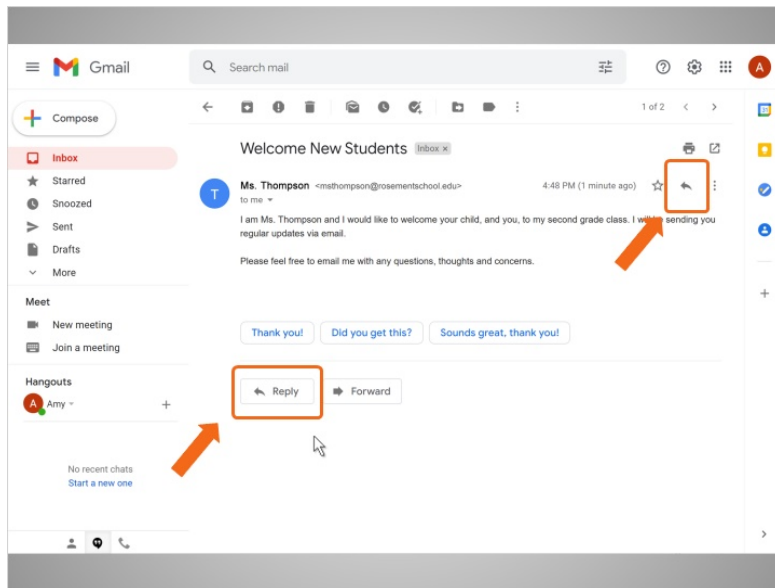 Gmail
Search mail
A
Compose
1 of 2
Inbox
Starred
Snoozed
Sent
Drafts
More
Meet
New meeting
Join a meeting
Hangouts
A Amy
No recent chats
Start a new one
Welcome New Students Inbox x
T
Ms. Thompson <msthompson@rosementschool.edu> 4:48 PM (1 minute ago)
to me
I am Ms. Thompson and I would like to welcome your child, and you, to my second grade class. I sending you
regular updates via email.
Please feel free to email me with any questions, thoughts and concerns.
Thank you! Did you get this? Sounds great, thank you!
Reply Forward